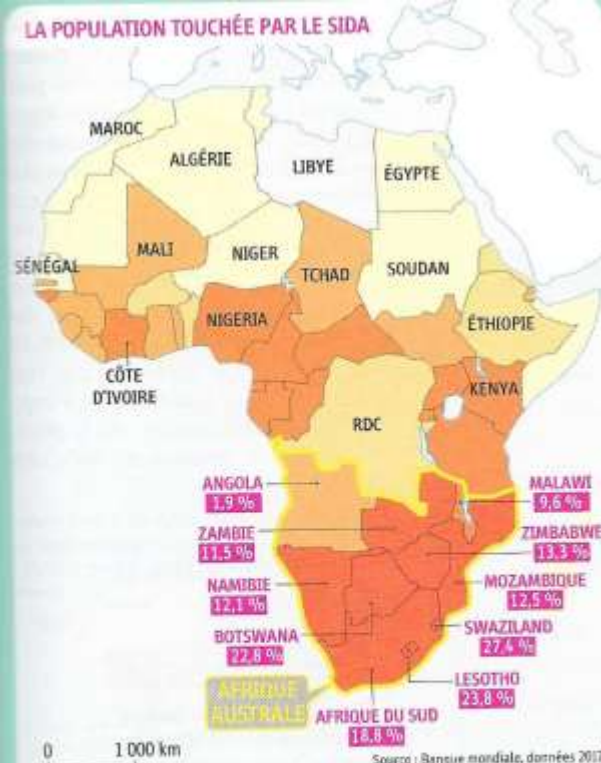 LA POPULATION TOUCHÉE PAR LE SIDA
MAROC
ALGÉRIE
LIBYE
ÉGYPTE
MALI
NIGER
SÉNÉGAL
TCHAD
SOUDAN
NIGERIA
ÉTHIOPIE
CÔTE
D'IVOIRE
KENYA
RDC
ANGOLA
1,9 %
MALAWI
9,6 %
ZAMBIE
11,5 %
ZIMBABWE
13,3 %
NAMIBIE
12,1 %
MOZAMBIQUE
12,5 %
BOTSWANA
22,8 %
SWAZILAND
27,4 %
AFRIQUE
AUSTRALE
LESOTHO
23,8 %
AFRIQUE DU SUD
18,8 %
0 1 000 km
Source : Banque mondiale, données 2017